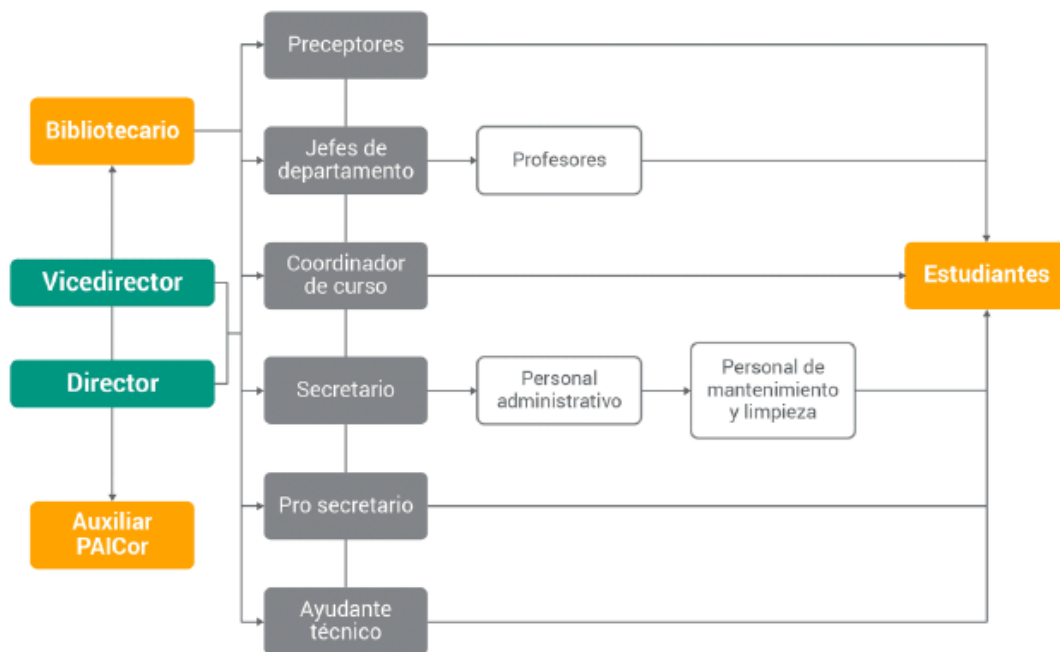 Preceptores
Bibliotecario
Jefes de
departamento
Profesores
Vicedirector
Coordinador
de curso
Estudiantes
Director
Secretario
Personal
administrativo
Personal de
mantenimiento
y limpieza
Auxiliar
PAICor
Pro secretario
Ayudante
técnico